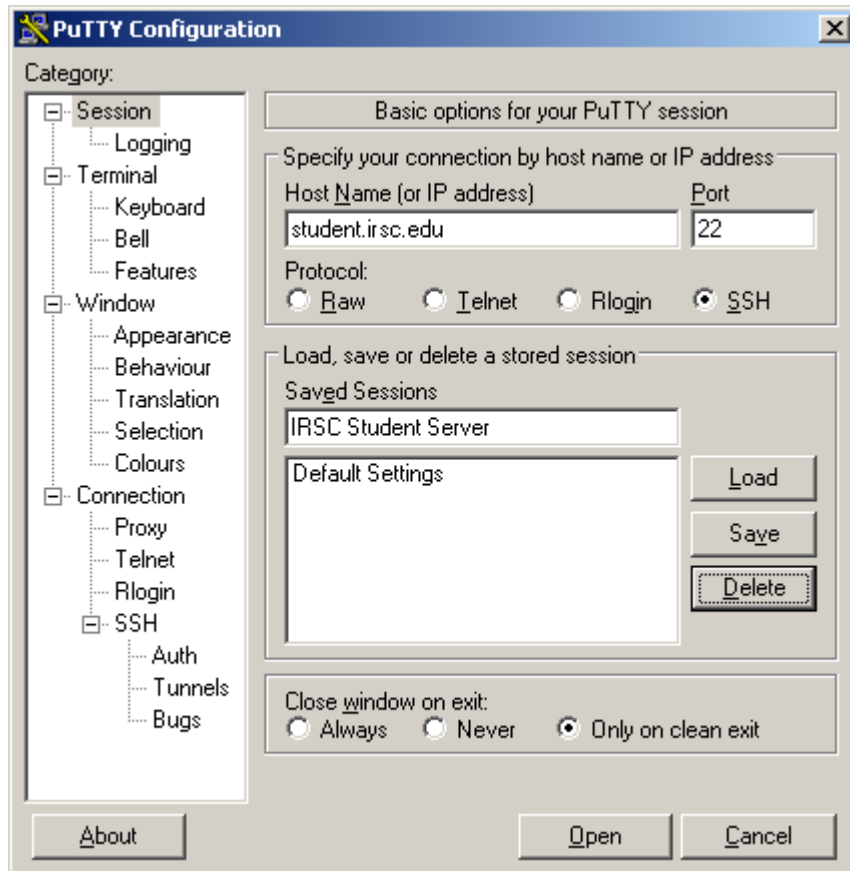 PuTTY Configuration
Category:
Session
Logging
Terminal
Keyboard
Bell
Features
Window
Appearance
Behaviour
Translation
Selection
Colours
Connection
Proxy
Telnet
Rlogin
SSH
Auth
Tunnels
Bugs
Basic options for your PuTTY session
Specify your connection by host name or IP address
Host Name (or IP address) Port
student.irsc.edu 22
Protocol:
Raw Telnet Rlogin SSH
Load, save or delete a stored session
Saved Sessions
IRSC Student Server
Default Settings
Load
Save
Delete
Close window on exit:
Always Never Only on clean exit
About Open Cancel